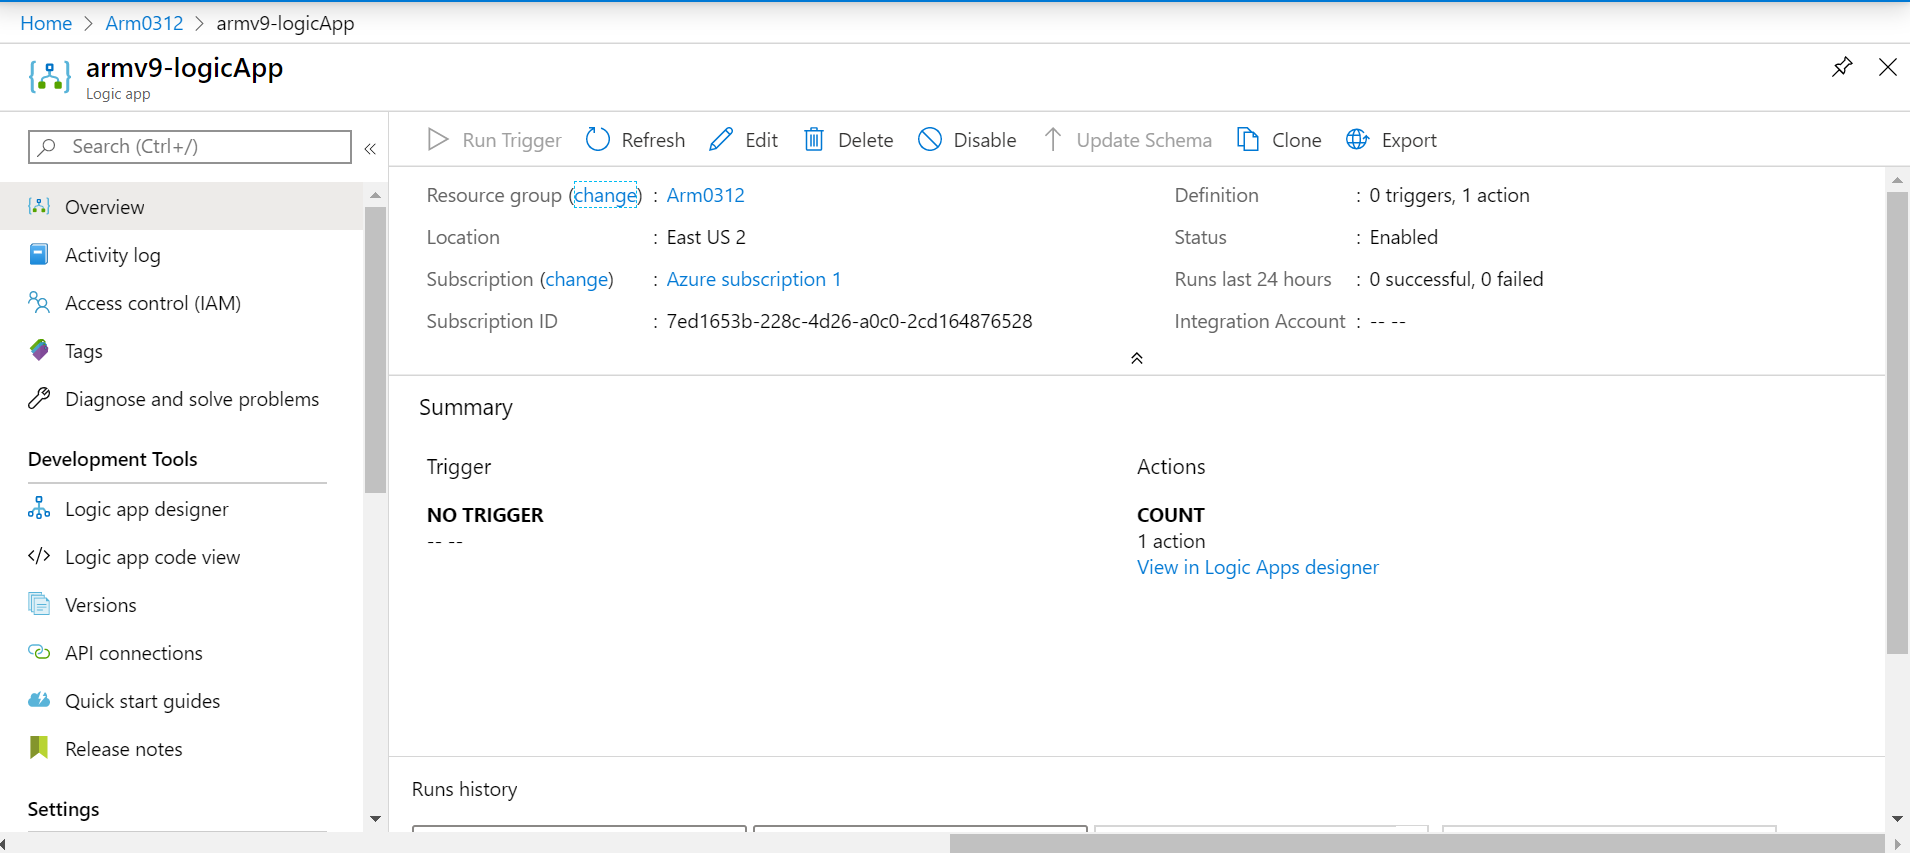 Home > Arm0312 > armv9-logicApp
armv9-logicApp
Logic app
Search (Ctrl+/)
«
Overview
Activity log
Access control (IAM)
Tags
Diagnose and solve problems
Development Tools
Logic app designer
Logic app code view
Versions
API connections
Quick start guides
Release notes
Settings
Run Trigger Refresh Edit Delete Disable Update Schema Clone Export
Resource group (change) : Arm0312
Location : East US 2
Subscription (change) : Azure subscription 1
Subscription ID : 7ed1653b-228c-4d26-a0c0-2cd164876528
Definition : 0 triggers, 1 action
Status : Enabled
Runs last 24 hours : 0 successful, 0 failed
Integration Account : -- --
Summary
Trigger
NO TRIGGER
-- --
Actions
COUNT
1 action
View in Logic Apps designer
Runs history